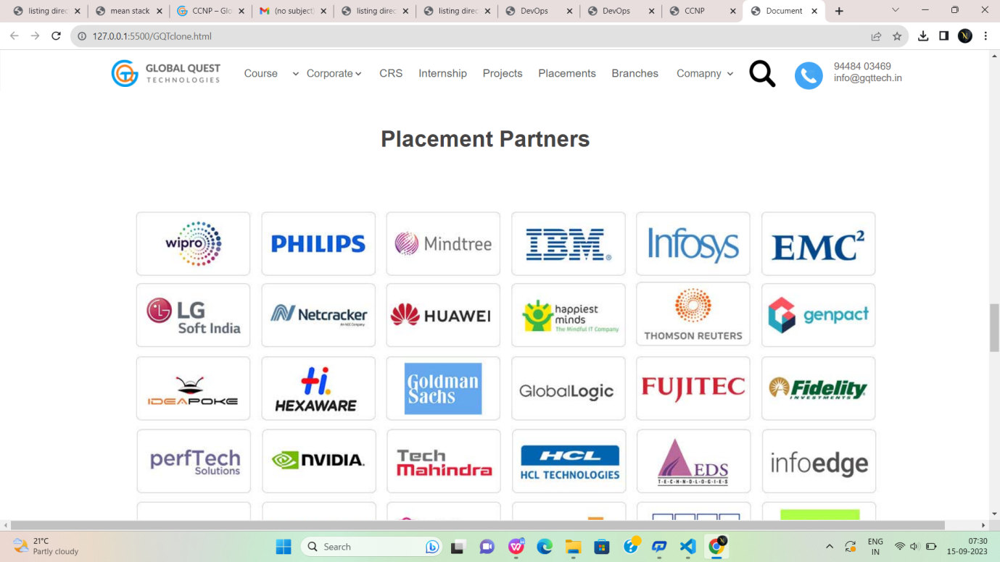 listing direc
mean stack
CCNP – Glo
(no subject)
listing direc
listing direc
DevOps
DevOps
CCNP
Document
127.0.0.1:5500/GQTclone.html
GLOBAL QUEST
TECHNOLOGIES
Course
Corporate
CRS
Internship
Projects
Placements
Branches
Comapny
94484 03469
info@gqttech.in
Placement Partners
wipro
PHILIPS
Mindtree
IBM®
Infosys
EMC²
LG
Soft India
Netcracker
An NEC Company
HUAWEI
happiest
minds
The Mindful IT Company
THOMSON REUTERS
genpact
IDEAPOKE
Hi.
HEXAWARE
Goldman
Sachs
GlobalLogic
FUJITEC
Fidelity
INVESTMENTS
perfTech
Solutions
NVIDIA.
Tech
Mahindra
HCL
HCL TECHNOLOGIES
EDS
T-E-C-H-N-O-L-O-G-I-E-S
infoedge
21°C
Partly cloudy
Search
ENG
IN
07:30
15-09-2023